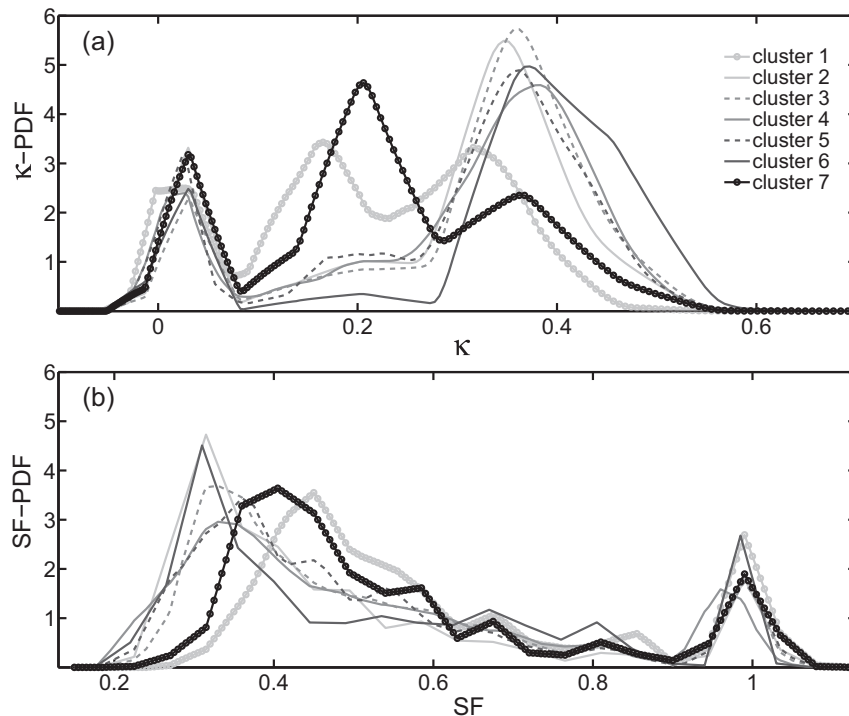 6
5
4
3
2
1
κ−PDF
(a)
cluster 1
cluster 2
cluster 3
cluster 4
cluster 5
cluster 6
cluster 7
0 0.2 0.4 0.6
κ
6
5
4
3
2
1
SF−PDF
(b)
0.2 0.4 0.6 0.8 1
SF